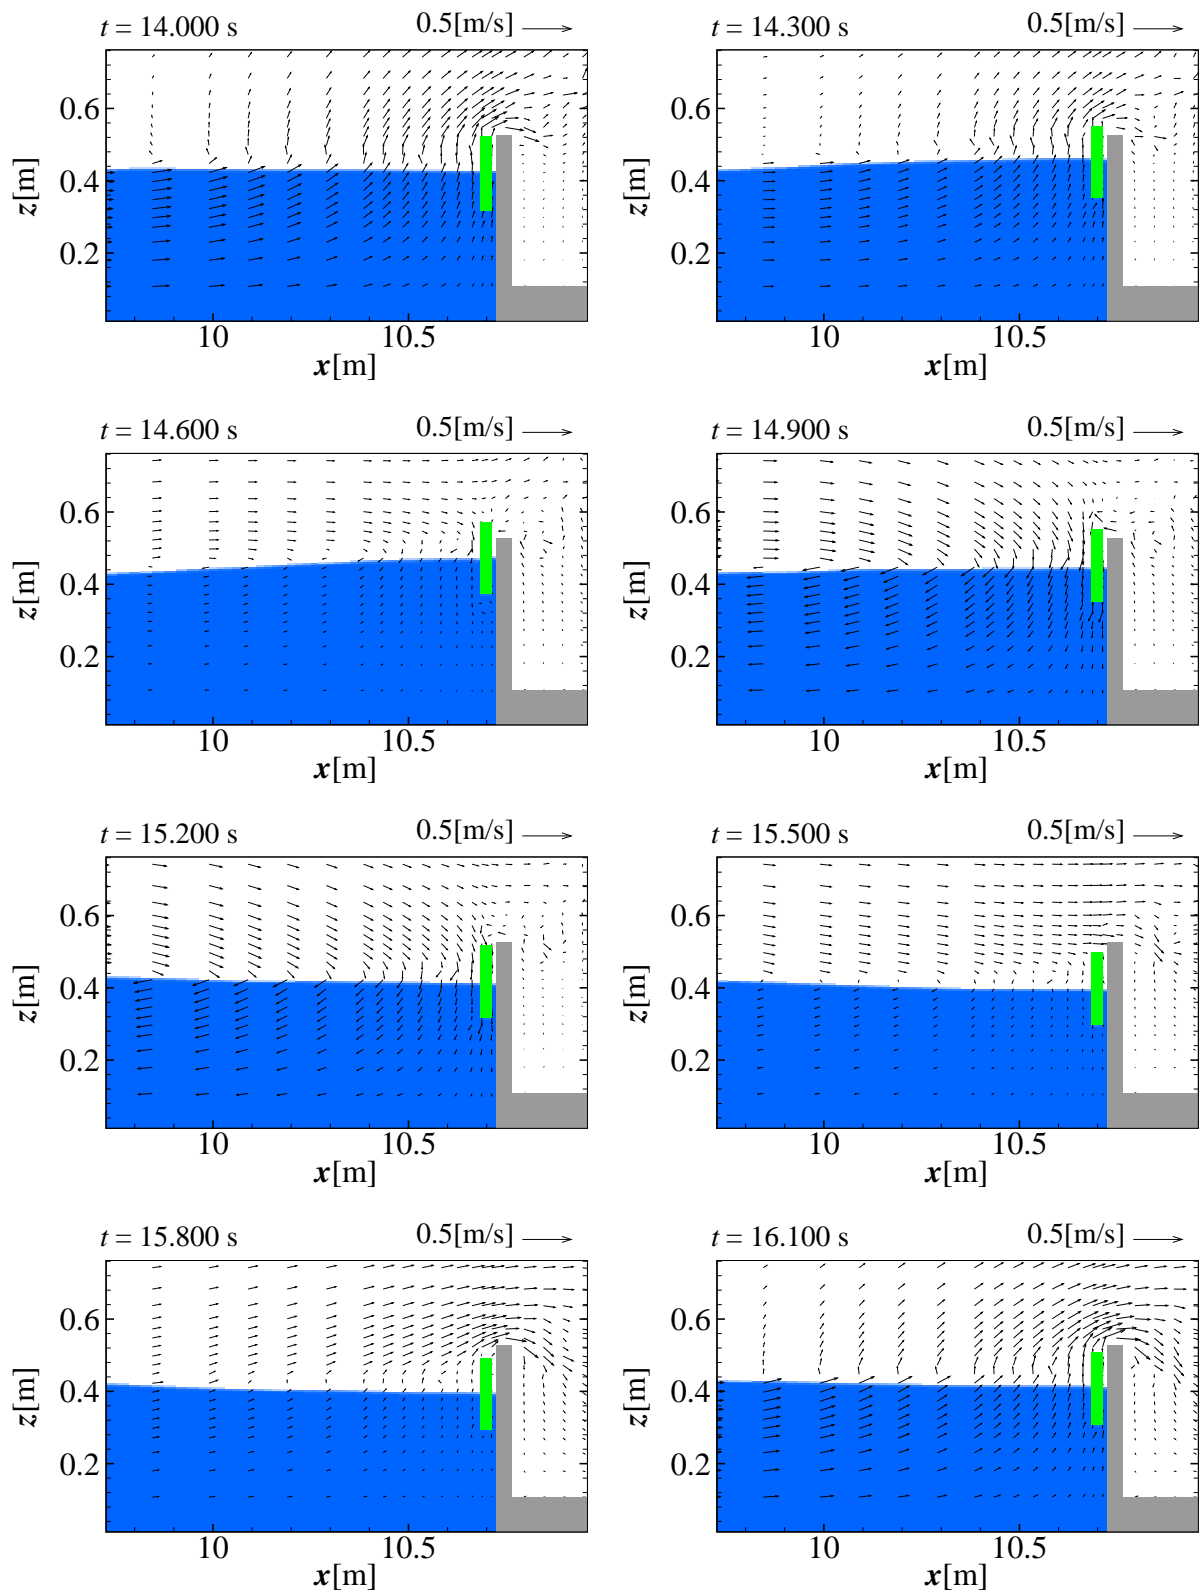 t = 14.000 s 0.5[m/s]
0.6
0.4
0.2
z[m]
10 10.5
x[m]
t = 14.300 s 0.5[m/s]
0.6
0.4
0.2
z[m]
10 10.5
x[m]
t = 14.600 s 0.5[m/s]
0.6
0.4
0.2
z[m]
10 10.5
x[m]
t = 14.900 s 0.5[m/s]
0.6
0.4
0.2
z[m]
10 10.5
x[m]
t = 15.200 s 0.5[m/s]
0.6
0.4
0.2
z[m]
10 10.5
x[m]
t = 15.500 s 0.5[m/s]
0.6
0.4
0.2
z[m]
10 10.5
x[m]
t = 15.800 s 0.5[m/s]
0.6
0.4
0.2
z[m]
10 10.5
x[m]
t = 16.100 s 0.5[m/s]
0.6
0.4
0.2
z[m]
10 10.5
x[m]